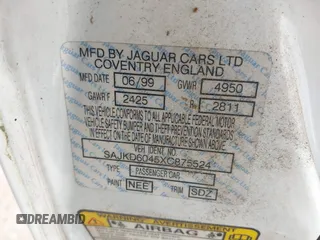 MFD BY JAGUAR CARS LTD
COVENTRY ENGLAND
MFD DATE 06/99 GVWR 4950
GAWR F 2425 R 2811
THIS VEHICLE CONFORMS TO ALL APPLICABLE FEDERAL MOTOR
VEHICLE SAFETY BUMPER AND THEFT PREVENTION STANDARDS
IN EFFECT ON THE DATE OF MANUFACTURE SHOWN ABOVE
VEH IDENT No
SAJKD6045XC875524
TYPE PASSENGER CAR
PAINT NEE TRIM SDZ
WARNING AVERTISSEMENT
AIRBAG
DREAMBID